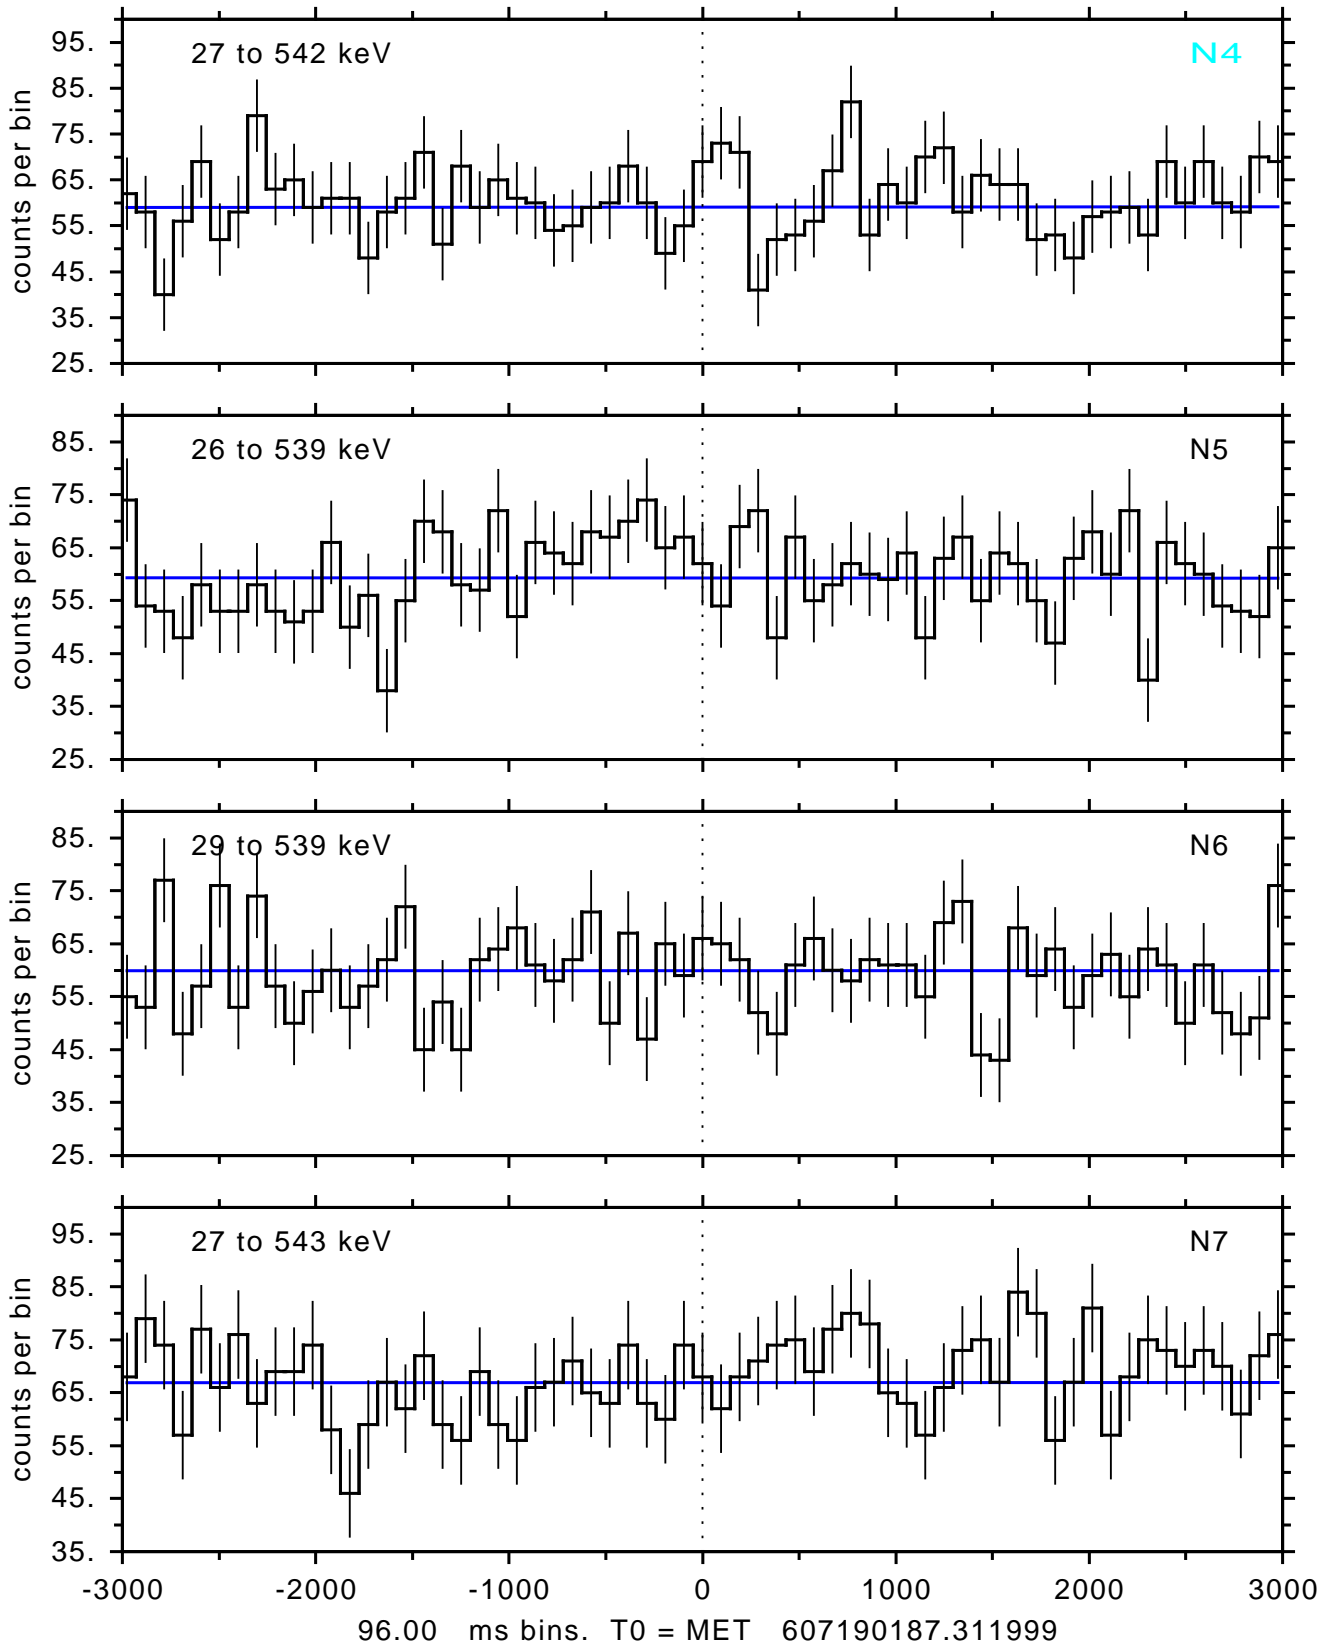 27 to 542 keV N4
95.
85.
75.
65.
55.
45.
35.
25.
counts per bin
26 to 539 keV N5
85.
75.
65.
55.
45.
35.
25.
counts per bin
29 to 539 keV N6
85.
75.
65.
55.
45.
35.
25.
counts per bin
27 to 543 keV N7
95.
85.
75.
65.
55.
45.
35.
counts per bin
-3000 -2000 -1000 0 1000 2000 3000
96.00 ms bins. T0 = MET 607190187.311999